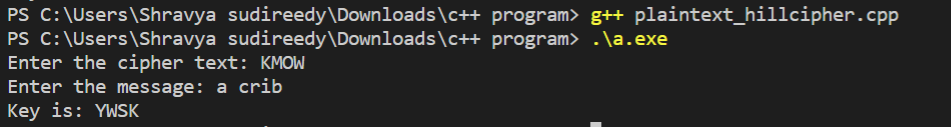 PS C:\Users\Shravya sudireedy\Downloads\c++ program> g++ plaintext_hillcipher.cpp
PS C:\Users\Shravya sudireedy\Downloads\c++ program> .\a.exe
Enter the cipher text: KMOW
Enter the message: a crib
Key is: YWSK